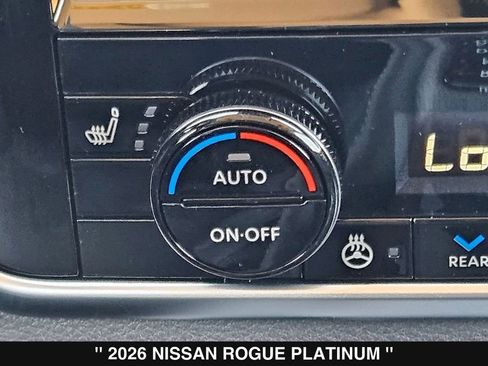 AUTO
Lo
ON·OFF
REAR
" 2026 NISSAN ROGUE PLATINUM "